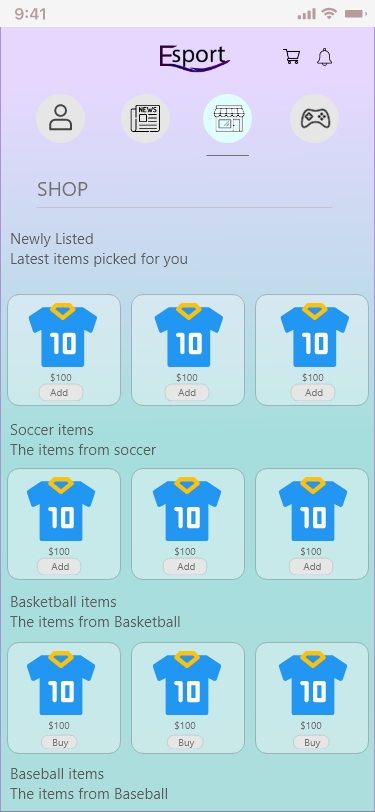 9:41
Esport
NEWS
SHOP
Newly Listed
Latest items picked for you
10 10 10
$100 $100 $100
Add Add Add
Soccer items
The items from soccer
10 10 10
$100 $100 $100
Add Add Add
Basketball items
The items from Basketball
10 10 10
$100 $100 $100
Buy Buy Buy
Baseball items
The items from Baseball